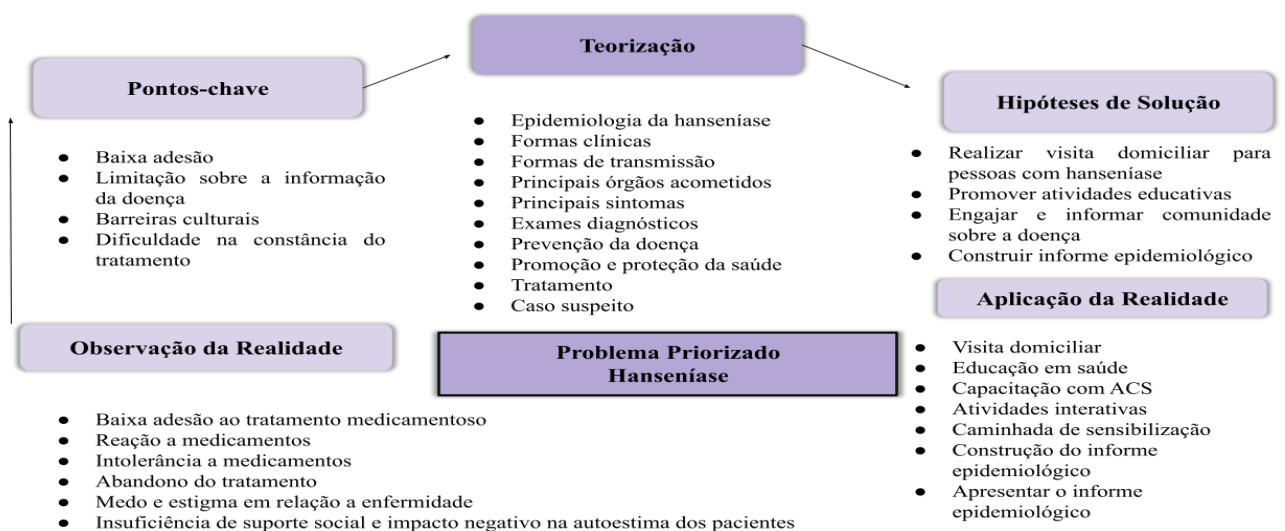 Teorização
Pontos-chave
Hipóteses de Solução
● Baixa adesão
● Limitação sobre a informação
da doença
● Barreiras culturais
● Dificuldade na constância do
tratamento
● Epidemiologia da hanseníase
● Formas clínicas
● Formas de transmissão
● Principais órgãos acometidos
● Principais sintomas
● Exames diagnósticos
● Prevenção da doença
● Promoção e proteção da saúde
● Tratamento
● Caso suspeito
● Realizar visita domiciliar para
pessoas com hanseníase
● Promover atividades educativas
● Engajar e informar comunidade
sobre a doença
● Construir informe epidemiológico
Aplicação da Realidade
Observação da Realidade
Problema Priorizado
Hanseníase
● Baixa adesão ao tratamento medicamentoso
● Reação a medicamentos
● Intolerância a medicamentos
● Abandono do tratamento
● Medo e estigma em relação a enfermidade
● Insuficiência de suporte social e impacto negativo na autoestima dos pacientes
● Visita domiciliar
● Educação em saúde
● Capacitação com ACS
● Atividades interativas
● Caminhada de sensibilização
● Construção do informe
epidemiológico
● Apresentar o informe
epidemiológico